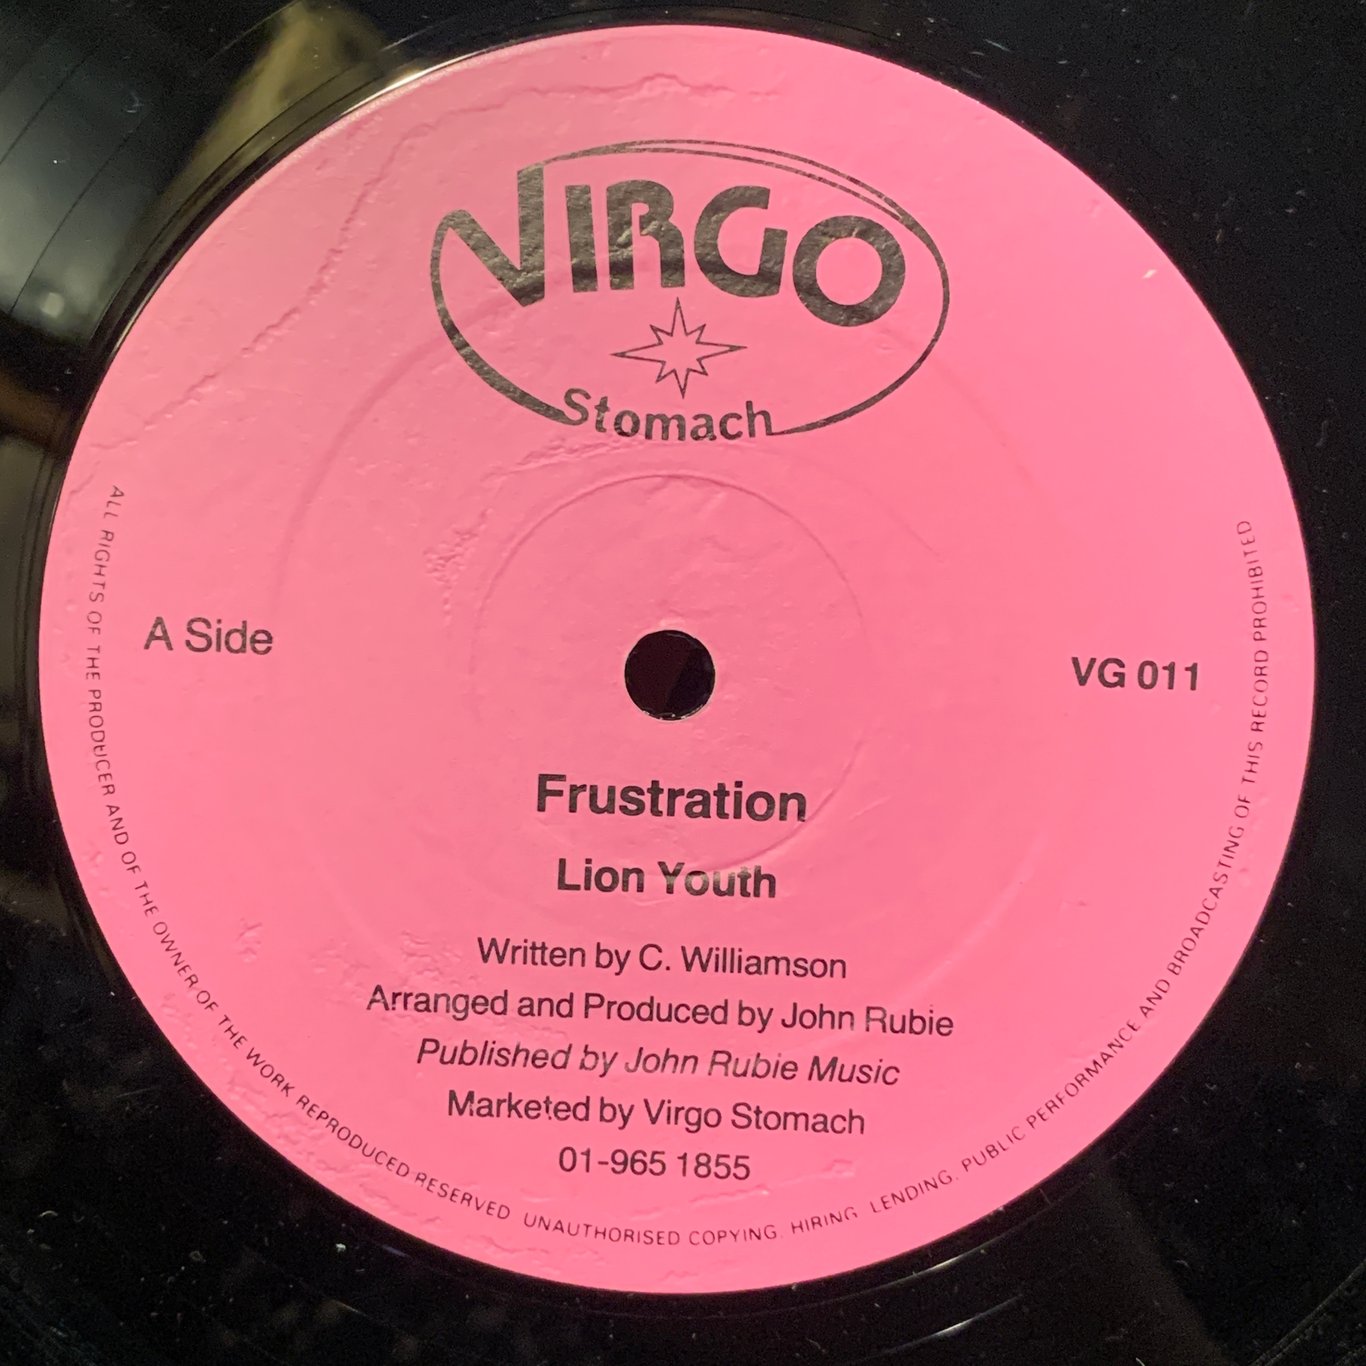 VIRGO
Stomach
A Side
VG 011
Frustration
Lion Youth
Written by C. Williamson
Arranged and Produced by John Rubie
Published by John Rubie Music
Marketed by Virgo Stomach
01-965 1855
ALL RIGHTS OF THE PRODUCER AND OF THE OWNER OF THE WORK REPRODUCED RESERVED UNAUTHORISED COPYING. HIRING LENDING. PUBLIC PERFORMANCE AND BROADCASTING OF THIS RECORD PROHIBITED